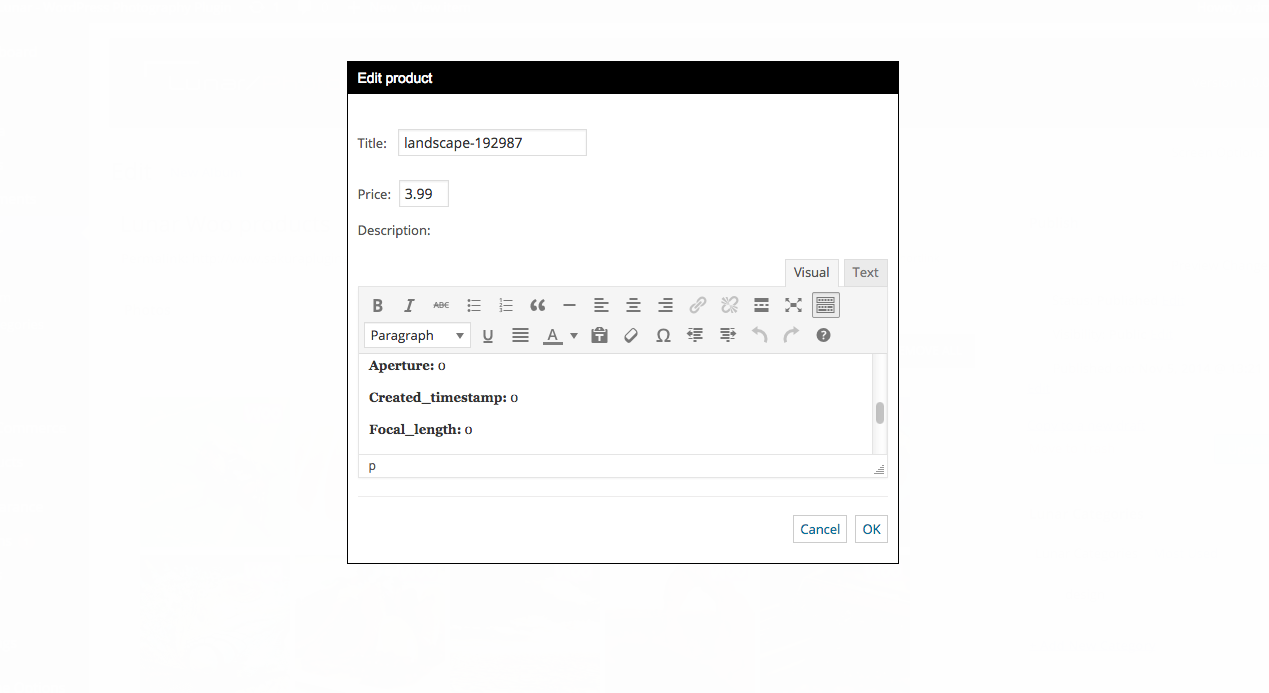 Edit product
Title: landscape-192987
Price: 3.99
Description:
Visual Text
B I ABC
Paragraph U A T Ω ?
Aperture: 0
Created_timestamp: 0
Focal_length: 0
p
Cancel OK